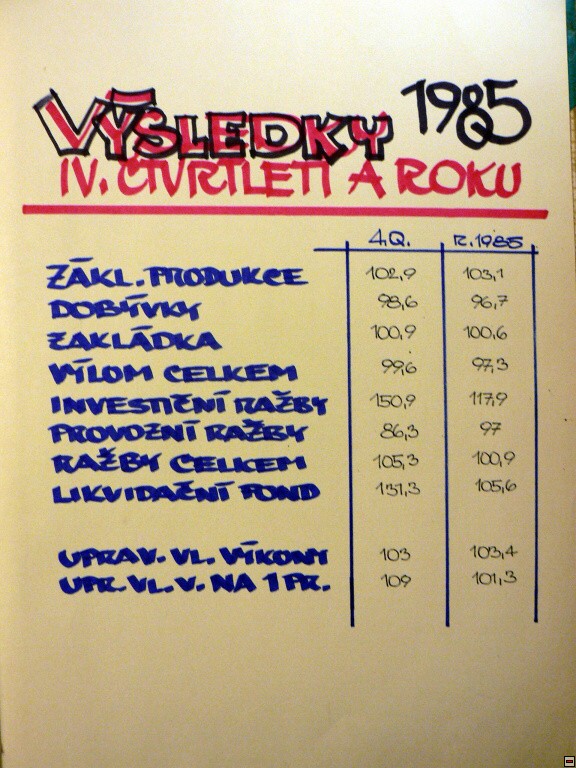 VÝSLEDKY 1985
IV. ČTVRTLETÍ A ROKU
4.Q. R.1985
ZÁKL. PRODUKCE 102,9 103,1
DOBÝVKY 98,6 96,7
ZAKLÁDKA 100,9 100,6
VÝLOM CELKEM 99,6 97,3
INVESTIČNÍ RAŽBY 150,9 117,9
PROVOZNÍ RAŽBY 86,3 97
RAŽBY CELKEM 105,3 100,9
LIKVIDAČNÍ FOND 131,3 105,6
UPRAV. VL. VÝKONY 103 103,4
UPR. VL. V. NA 1 PR. 109 101,3